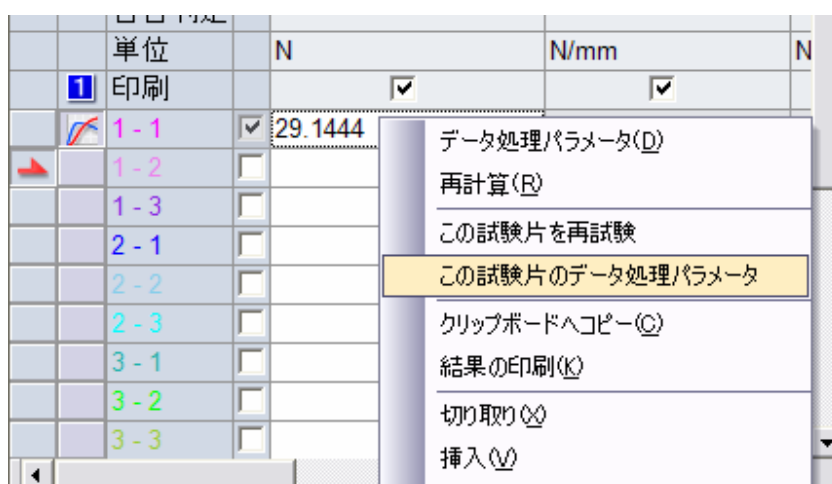 単位 N N/mm N
1 印刷
1 - 1 29.1444
1 - 2
1 - 3
2 - 1
2 - 2
2 - 3
3 - 1
3 - 2
3 - 3
データ処理パラメータ(D)
再計算(R)
この試験片を再試験
この試験片のデータ処理パラメータ
クリップボードへコピー(C)
結果の印刷(K)
切り取り(X)
挿入(V)